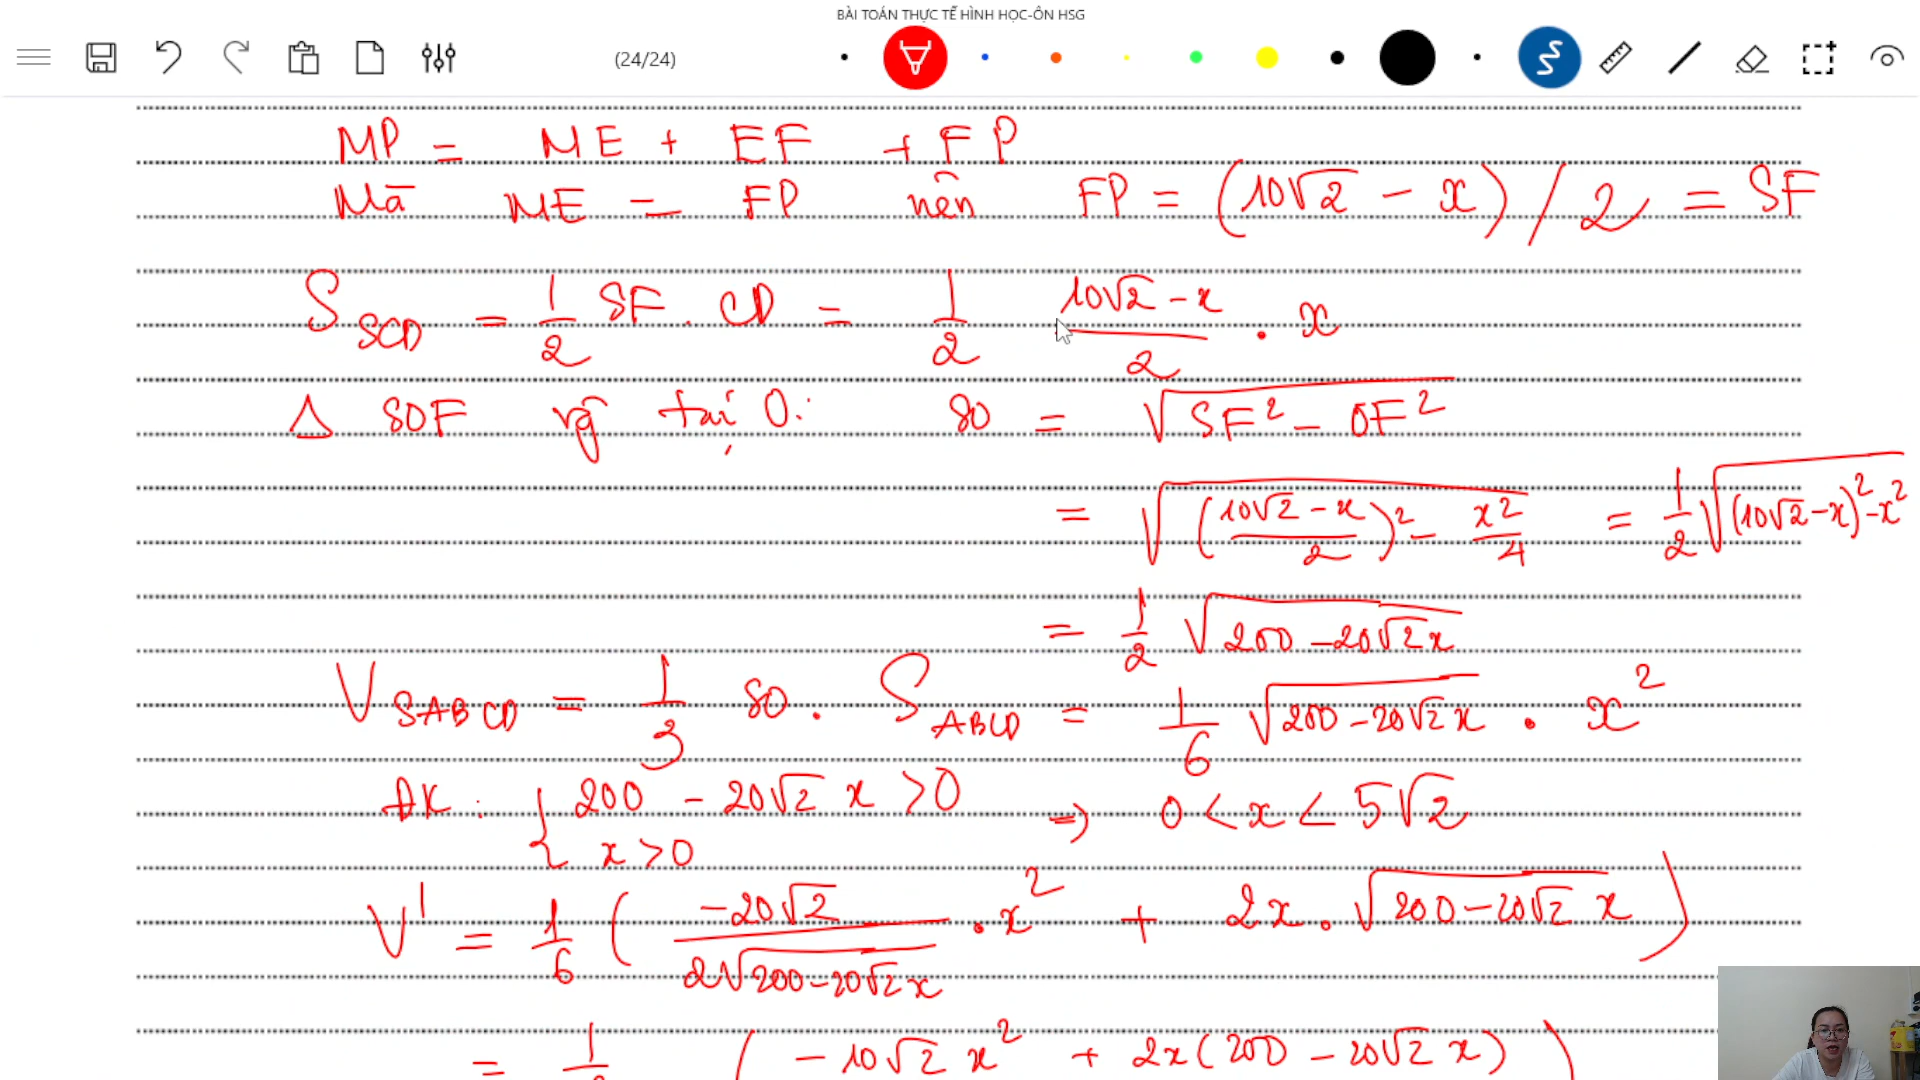 BÀI TOÁN THỰC TẾ HÌNH HỌC-ÔN HSG
(24/24)
MP = ME + EF + FP
Mà ME = FP nên FP = (10√2 - x) / 2 = SF
S_SCD = 1/2 SF . CD = 1/2 (10√2 - x)/2 . x
Δ SOF vg tại O: SO = √(SF² - OF²)
= √(((10√2 - x)/2)² - x²/4) = 1/2 √((10√2 - x)² - x²)
= 1/2 √(200 - 20√2x)
V_SABCD = 1/3 SO . S_ABCD = 1/6 √(200 - 20√2x) . x²
ĐK : { 200 - 20√2 x > 0 ⇒ 0 < x < 5√2
x > 0
V' = 1/6 ( -20√2 / (2√(200 - 20√2x)) . x² + 2x . √(200 - 20√2 x) )
= ( -10√2 x² + 2x(200 - 20√2 x) )